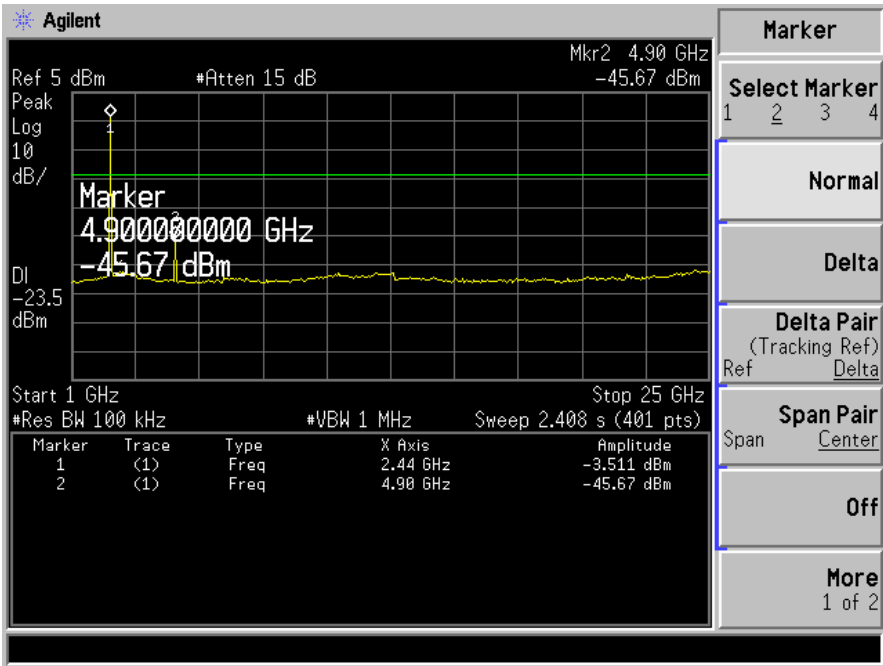 Agilent
Marker
Mkr2 4.90 GHz
Ref 5 dBm #Atten 15 dB -45.67 dBm
Peak
Log
10
dB/
1
2
Marker
4.900000000 GHz
-45.67 dBm
DI
-23.5
dBm
Start 1 GHz Stop 25 GHz
#Res BW 100 kHz #VBW 1 MHz Sweep 2.408 s (401 pts)
Marker Trace Type X Axis Amplitude
1 (1) Freq 2.44 GHz -3.511 dBm
2 (1) Freq 4.90 GHz -45.67 dBm
Select Marker
1 2 3 4
Normal
Delta
Delta Pair
(Tracking Ref)
Ref Delta
Span Pair
Span Center
Off
More
1 of 2